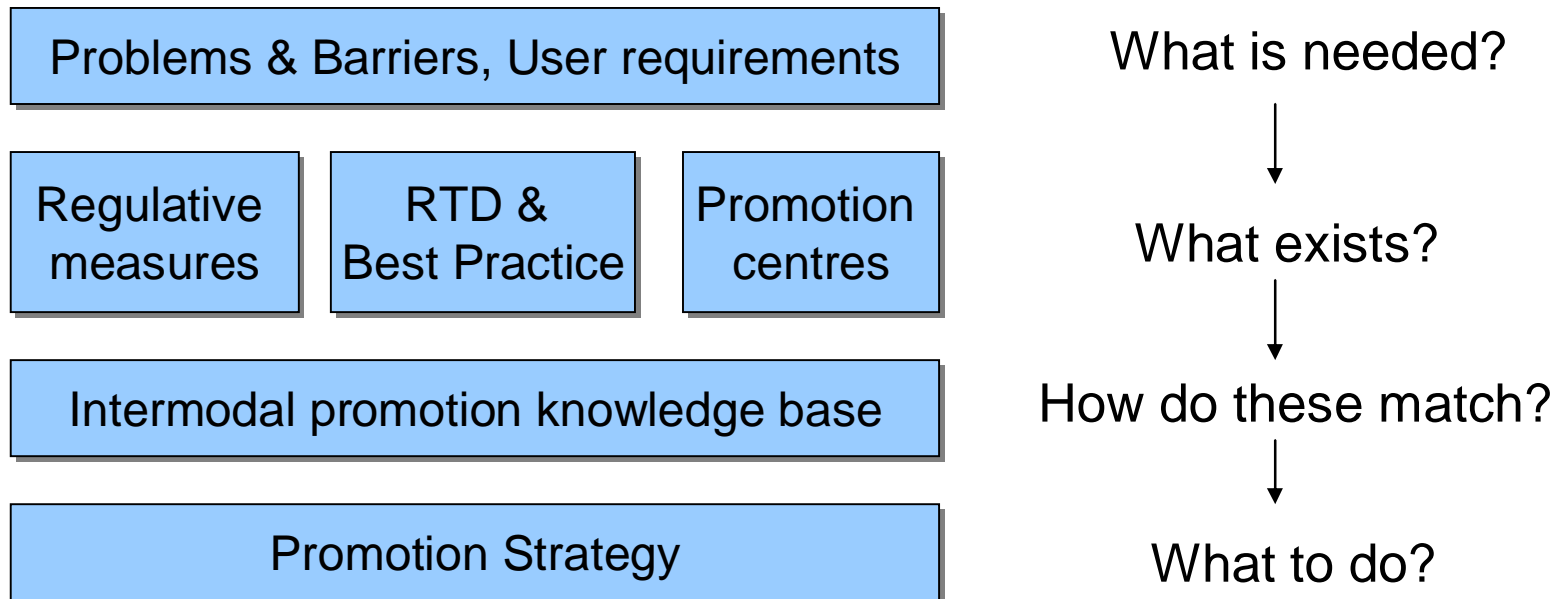 Problems & Barriers, User requirements
What is needed?
Regulative
measures
RTD &
Best Practice
Promotion
centres
What exists?
Intermodal promotion knowledge base
How do these match?
Promotion Strategy
What to do?